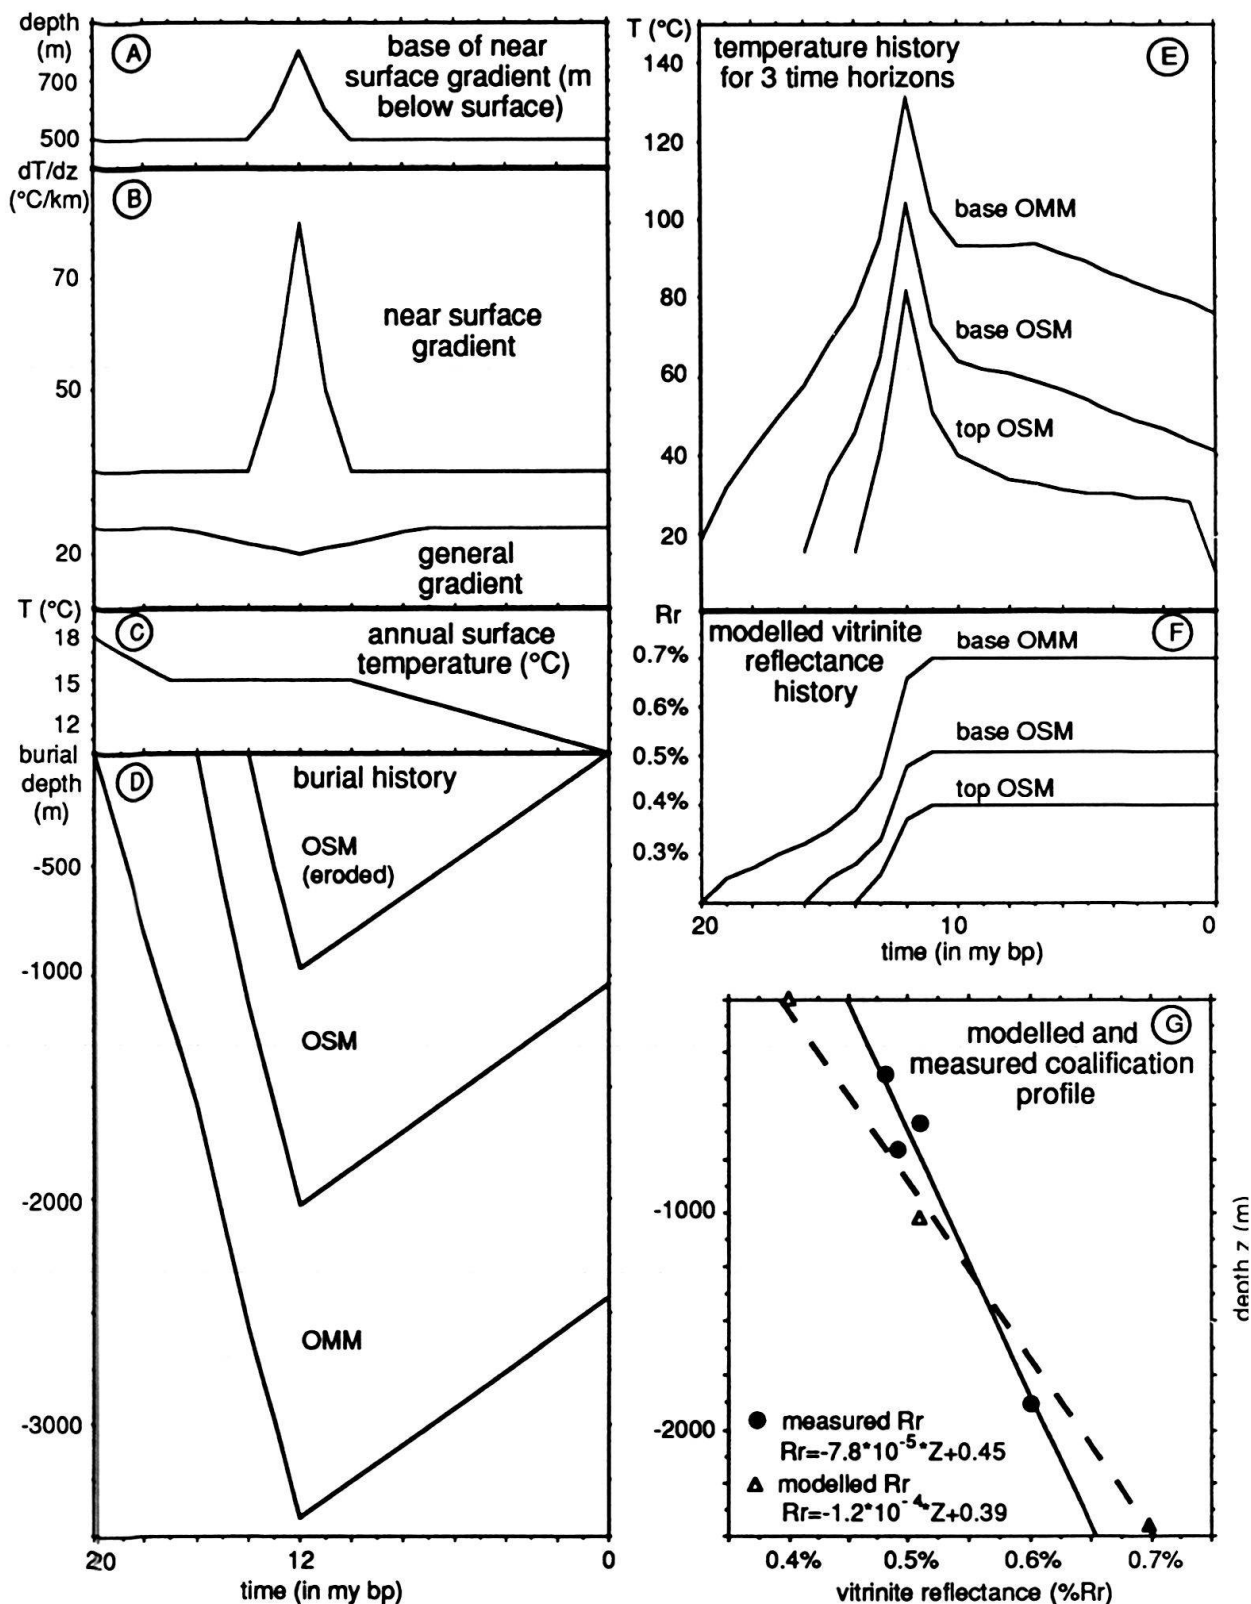 depth
(m)
700
500
A
base of near
surface gradient (m
below surface)
dT/dz
(°C/km)
70
50
20
B
near surface
gradient
general
gradient
T (°C)
18
15
12
C
annual surface
temperature (°C)
burial
depth
(m)
-500
-1000
-2000
-3000
D
burial history
OSM
(eroded)
OSM
OMM
20
12
0
time (in my bp)
T (°C)
140
120
100
80
60
40
20
temperature history
for 3 time horizons
E
base OMM
base OSM
top OSM
Rr
0.7%
0.6%
0.5%
0.4%
0.3%
modelled vitrinite
reflectance
history
F
base OMM
base OSM
top OSM
20
10
0
time (in my bp)
G
modelled and
measured coalification
profile
-1000
-2000
depth z (m)
measured Rr
Rr=-7.8*10-5*Z+0.45
modelled Rr
Rr=-1.2*10-4*Z+0.39
0.4%
0.5%
0.6%
0.7%
vitrinite reflectance (%Rr)